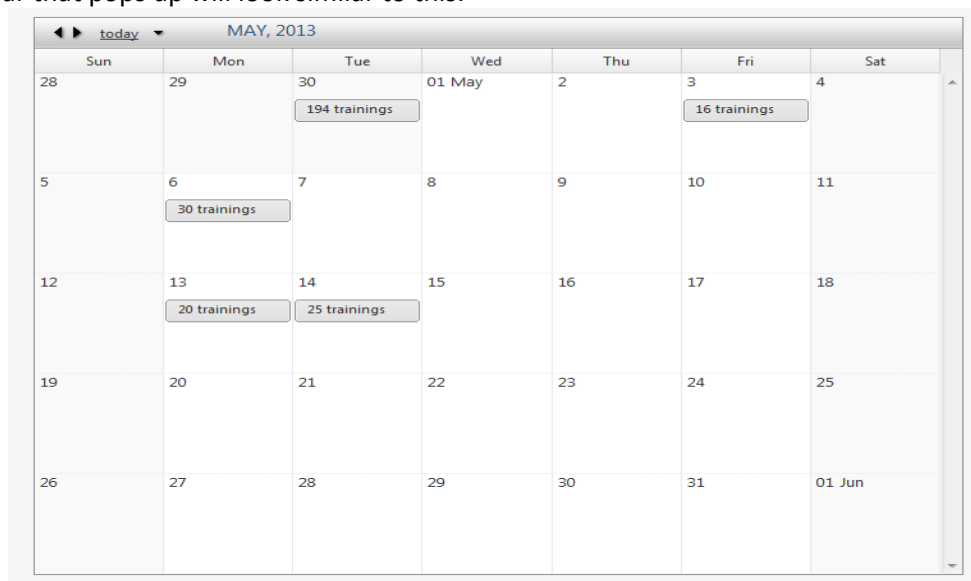 that pops up will look similar to this:
today MAY, 2013
Sun Mon Tue Wed Thu Fri Sat
28 29 30 01 May 2 3 4
194 trainings 16 trainings
5 6 7 8 9 10 11
30 trainings
12 13 14 15 16 17 18
20 trainings 25 trainings
19 20 21 22 23 24 25
26 27 28 29 30 31 01 Jun